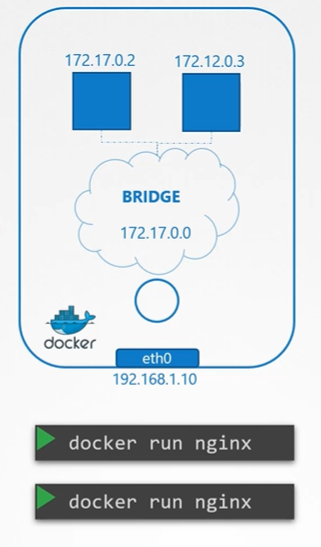 172.17.0.2 172.12.0.3
BRIDGE
172.17.0.0
docker
eth0
192.168.1.10
docker run nginx
docker run nginx